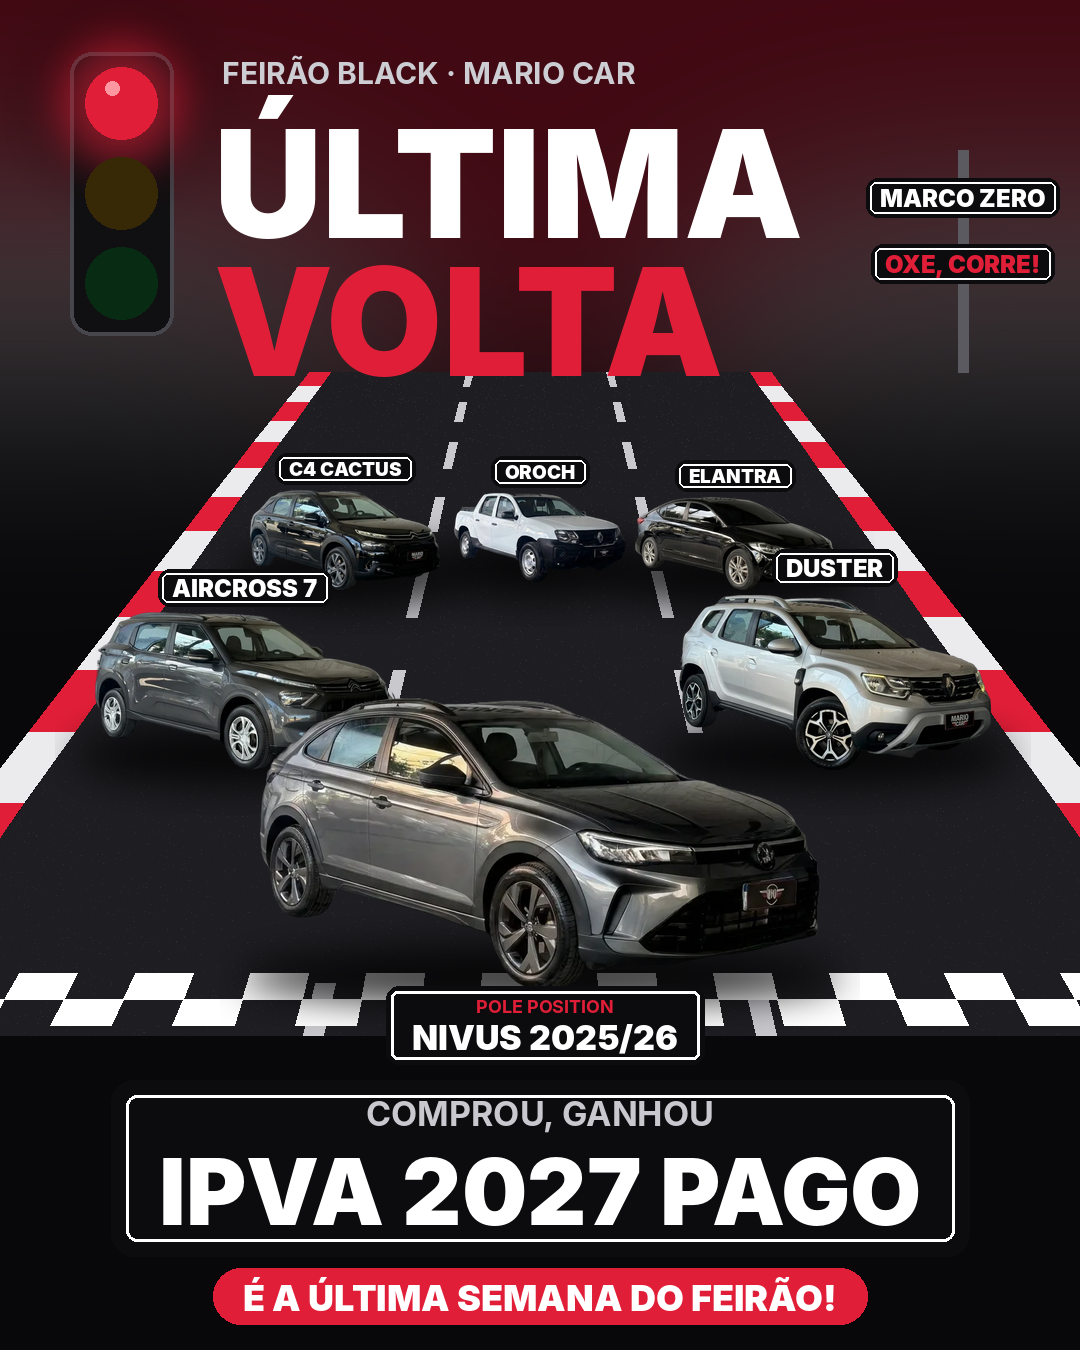 FEIRÃO BLACK · MARIO CAR
ÚLTIMA
VOLTA
MARCO ZERO
OXE, CORRE!
C4 CACTUS
OROCH
ELANTRA
AIRCROSS 7
DUSTER
MARIO
POLE POSITION
NIVUS 2025/26
COMPROU, GANHOU
IPVA 2027 PAGO
É A ÚLTIMA SEMANA DO FEIRÃO!